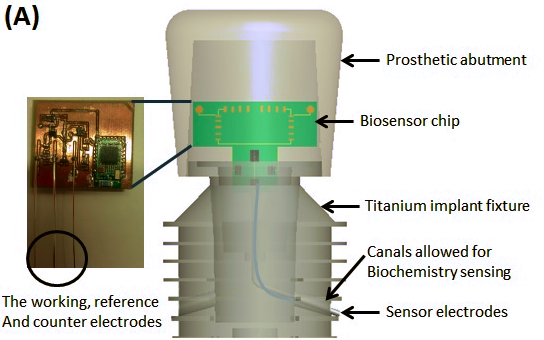 (A)
Prosthetic abutment
Biosensor chip
Titanium implant fixture
Canals allowed for
Biochemistry sensing
Sensor electrodes
The working, reference
And counter electrodes